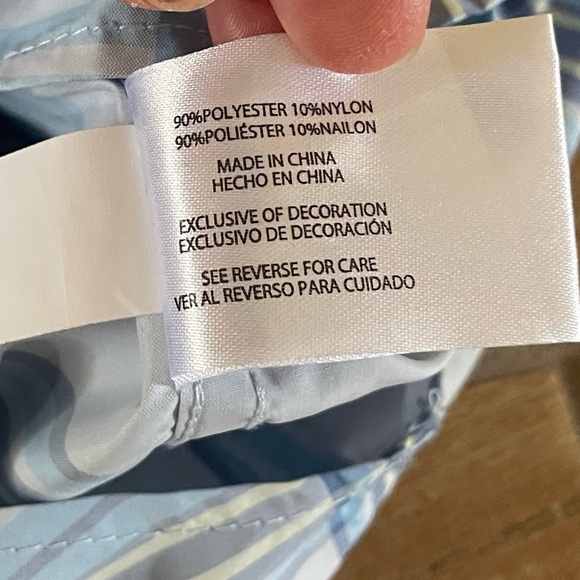 90%POLYESTER 10%NYLON
90%POLIÉSTER 10%NAILON
MADE IN CHINA
HECHO EN CHINA
EXCLUSIVE OF DECORATION
EXCLUSIVO DE DECORACIÓN
SEE REVERSE FOR CARE
VER AL REVERSO PARA CUIDADO